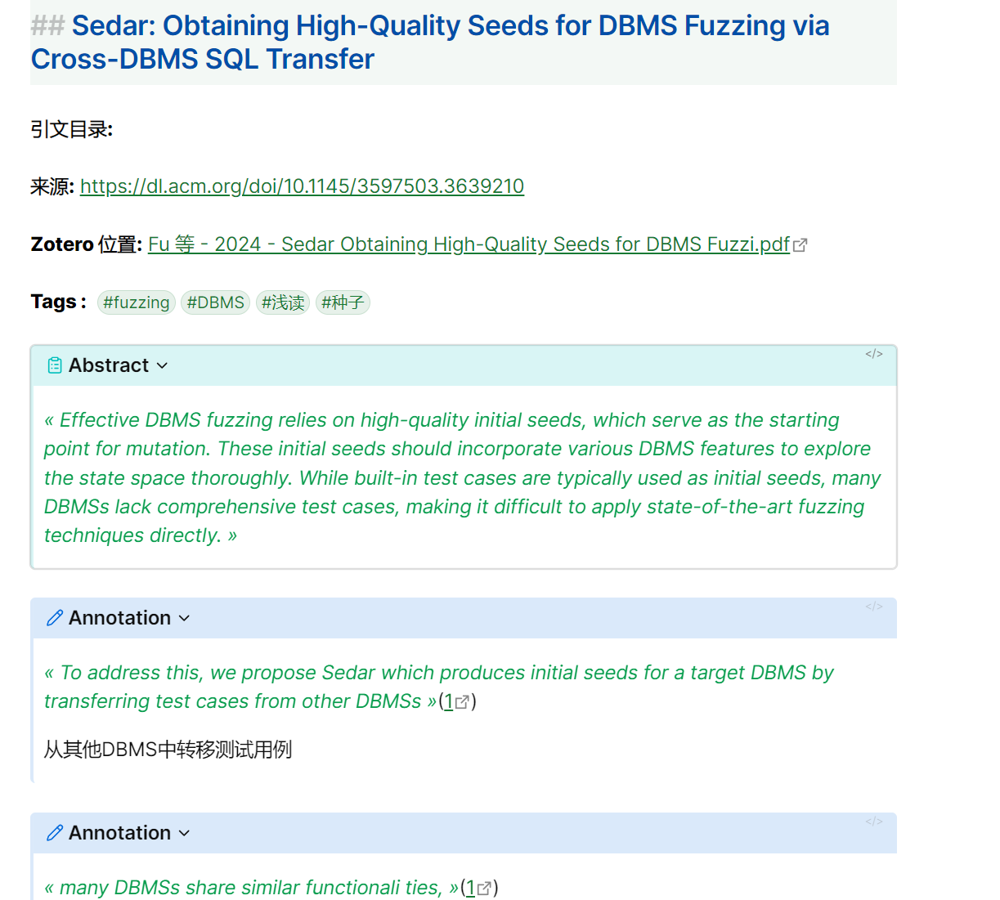 ## Sedar: Obtaining High-Quality Seeds for DBMS Fuzzing via
Cross-DBMS SQL Transfer
引文目录:
来源: https://dl.acm.org/doi/10.1145/3597503.3639210
Zotero 位置: Fu 等 - 2024 - Sedar Obtaining High-Quality Seeds for DBMS Fuzzi.pdf
Tags : #fuzzing #DBMS #浅读 #种子
Abstract
</>
« Effective DBMS fuzzing relies on high-quality initial seeds, which serve as the starting
point for mutation. These initial seeds should incorporate various DBMS features to explore
the state space thoroughly. While built-in test cases are typically used as initial seeds, many
DBMSs lack comprehensive test cases, making it difficult to apply state-of-the-art fuzzing
techniques directly. »
Annotation
</>
« To address this, we propose Sedar which produces initial seeds for a target DBMS by
transferring test cases from other DBMSs »(1)
从其他DBMS中转移测试用例
Annotation
</>
« many DBMSs share similar functionali ties, »(1)